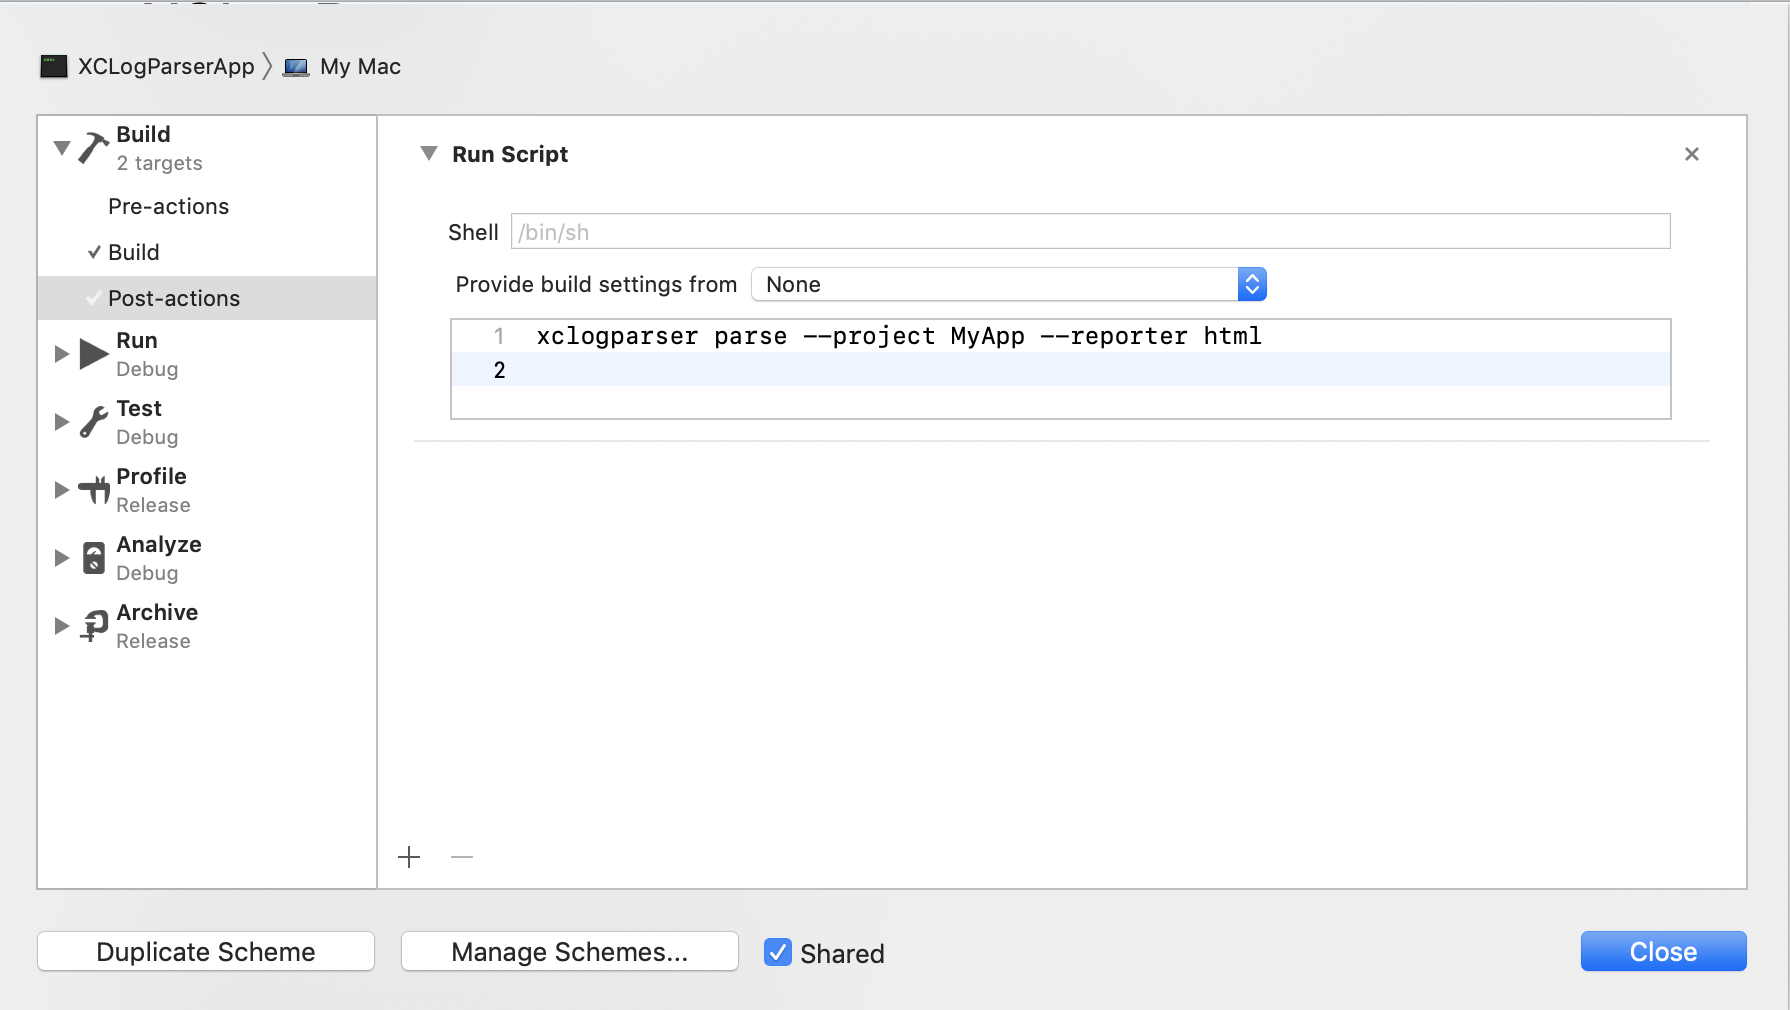 XCLogParserApp 〉 My Mac
Build
2 targets
Pre-actions
Build
Post-actions
Run
Debug
Test
Debug
Profile
Release
Analyze
Debug
Archive
Release
Run Script
Shell /bin/sh
Provide build settings from None
1 xclogparser parse --project MyApp --reporter html
2
Duplicate Scheme
Manage Schemes...
Shared
Close